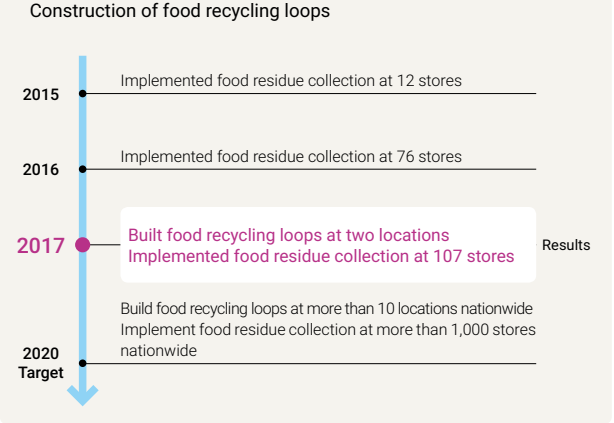 Construction of food recycling loops
2015
Implemented food residue collection at 12 stores
2016
Implemented food residue collection at 76 stores
2017
Built food recycling loops at two locations
Implemented food residue collection at 107 stores
Results
Build food recycling loops at more than 10 locations nationwide
Implement food residue collection at more than 1,000 stores
nationwide
2020
Target